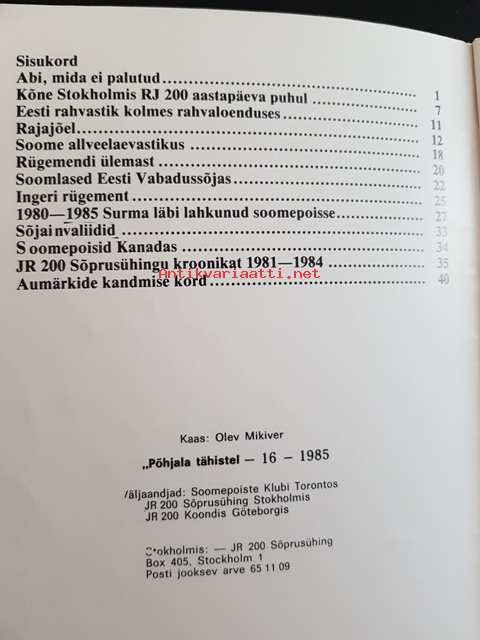 Sisukord
Abi, mida ei palutud 1
Kõne Stokholmis RJ 200 aastapäeva puhul 7
Eesti rahvastik kolmes rahvaloenduses 11
Rajajõel 12
Soome allveelaevastikus 18
Rügemendi ülemast 20
Soomlased Eesti Vabadussõjas 22
Ingeri rügement 25
1980—1985 Surma läbi lahkunud soomepoisse 27
Sõjainvaliidid 33
Soomepoisid Kanadas 34
JR 200 Sõprusühingu kroonikat 1981—1984 35
Antikvariaatti.net
Aumärkide kandmise kord 40
Kaas: Olev Mikiver
„Põhjala tähistel — 16 — 1985
Väljaandjad: Soomepoiste Klubi Torontos
JR 200 Sõprusühing Stokholmis
JR 200 Koondis Göteborgis
Stokholmis: — JR 200 Sõprusühing
Box 405, Stockholm 1
Posti jooksev arve 65 11 09